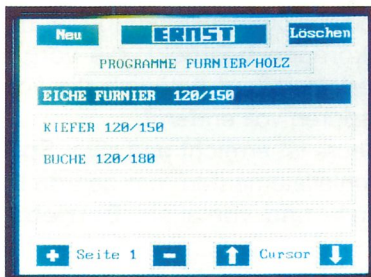 Neu ERNST Löschen
PROGRAMME FURNIER/HOLZ
EICHE FURNIER 120/150
KIEFER 120/150
BUCHE 120/180
+ Seite 1 - ↑ Cursor ↓